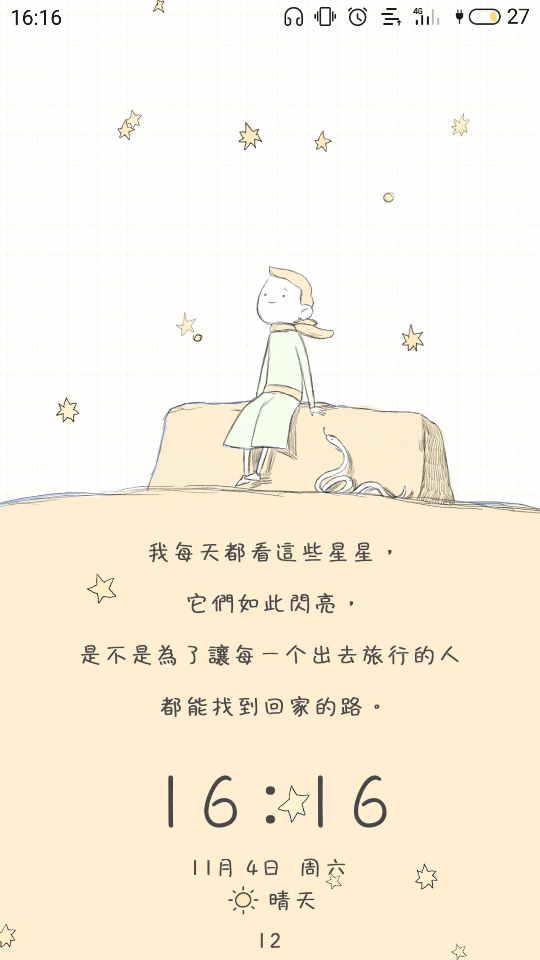 16:16
4G
27
我每天都看這些星星，
它們如此閃亮，
是不是為了讓每一个出去旅行的人
都能找到回家的路。
16:16
11月 4日 周六
晴天
12